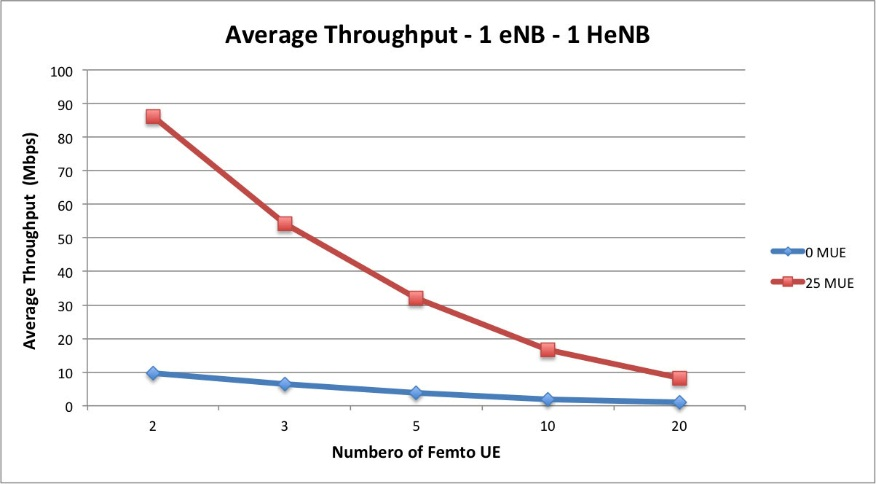 Average Throughput - 1 eNB - 1 HeNB
Average Throughput (Mbps)
100
90
80
70
60
50
40
30
20
10
0
2 3 5 10 20
Numbero of Femto UE
0 MUE
25 MUE